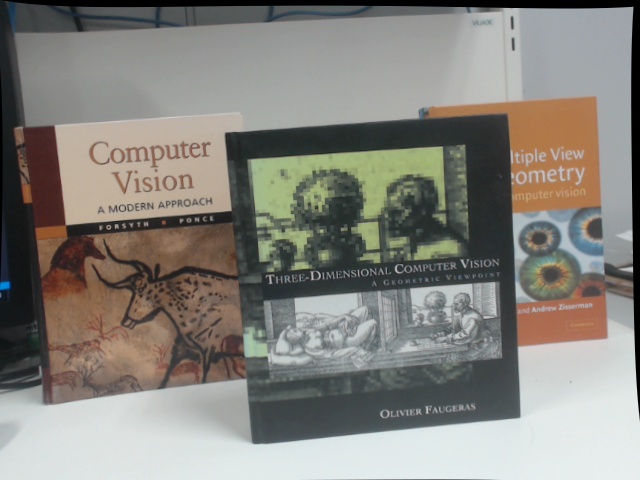 Computer
Vision
A MODERN APPROACH
FORSYTH • PONCE
THREE-DIMENSIONAL COMPUTER VISION
A GEOMETRIC VIEWPOINT
OLIVIER FAUGERAS
ltiple View
eometry
omputer vision
and Andrew Zisserman